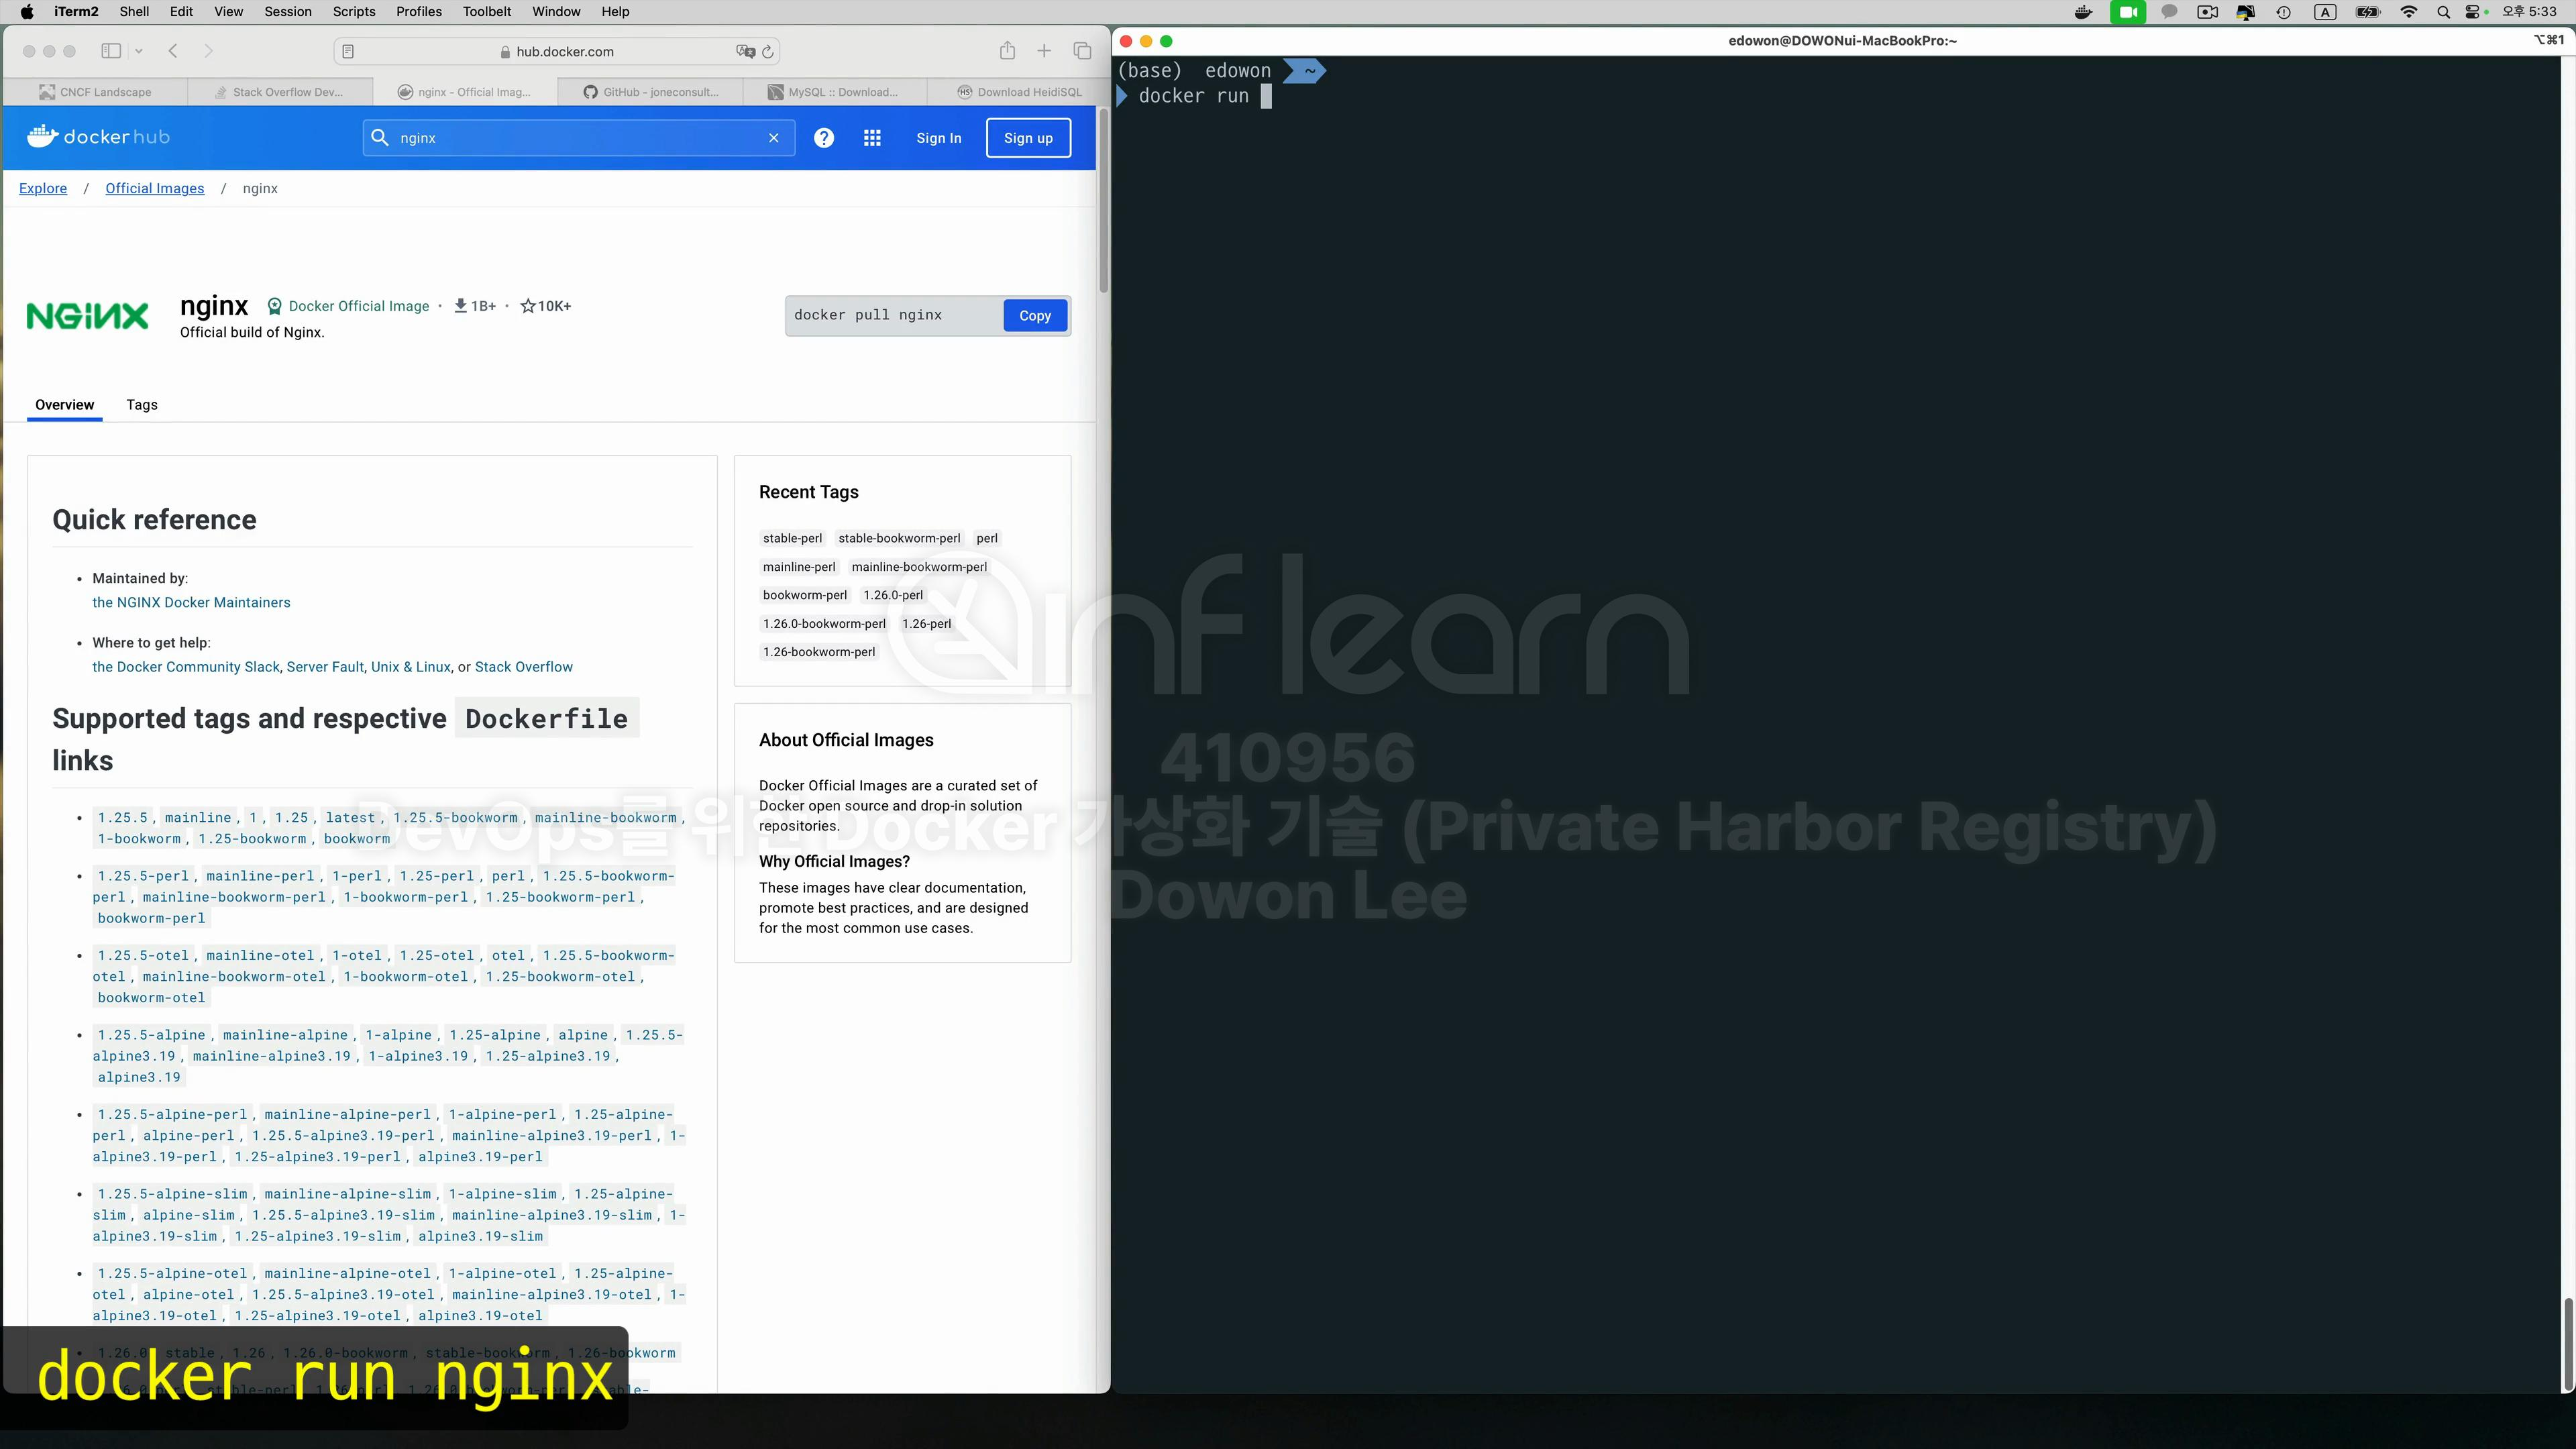 iTerm2 Shell Edit View Session Scripts Profiles Toolbelt Window Help
A 오후 5:33
hub.docker.com
CNCF Landscape
Stack Overflow Dev...
nginx - Official Imag...
GitHub - joneconsult...
MySQL :: Download...
HS Download HeidiSQL
docker hub
nginx
Sign In
Sign up
Explore / Official Images / nginx
NGINX
nginx Docker Official Image · 1B+ · 10K+
Official build of Nginx.
docker pull nginx
Copy
Overview Tags
Quick reference
• Maintained by:
the NGINX Docker Maintainers
• Where to get help:
the Docker Community Slack, Server Fault, Unix & Linux, or Stack Overflow
Supported tags and respective Dockerfile
links
• 1.25.5 , mainline , 1 , 1.25 , latest , 1.25.5-bookworm , mainline-bookworm ,
1-bookworm , 1.25-bookworm , bookworm
• 1.25.5-perl , mainline-perl , 1-perl , 1.25-perl , perl , 1.25.5-bookworm-
perl , mainline-bookworm-perl , 1-bookworm-perl , 1.25-bookworm-perl ,
bookworm-perl
• 1.25.5-otel , mainline-otel , 1-otel , 1.25-otel , otel , 1.25.5-bookworm-
otel , mainline-bookworm-otel , 1-bookworm-otel , 1.25-bookworm-otel ,
bookworm-otel
• 1.25.5-alpine , mainline-alpine , 1-alpine , 1.25-alpine , alpine , 1.25.5-
alpine3.19 , mainline-alpine3.19 , 1-alpine3.19 , 1.25-alpine3.19 ,
alpine3.19
• 1.25.5-alpine-perl , mainline-alpine-perl , 1-alpine-perl , 1.25-alpine-
perl , alpine-perl , 1.25.5-alpine3.19-perl , mainline-alpine3.19-perl , 1-
alpine3.19-perl , 1.25-alpine3.19-perl , alpine3.19-perl
• 1.25.5-alpine-slim , mainline-alpine-slim , 1-alpine-slim , 1.25-alpine-
slim , alpine-slim , 1.25.5-alpine3.19-slim , mainline-alpine3.19-slim , 1-
alpine3.19-slim , 1.25-alpine3.19-slim , alpine3.19-slim
• 1.25.5-alpine-otel , mainline-alpine-otel , 1-alpine-otel , 1.25-alpine-
otel , alpine-otel , 1.25.5-alpine3.19-otel , mainline-alpine3.19-otel , 1-
alpine3.19-otel , 1.25-alpine3.19-otel , alpine3.19-otel
• 1.26.0 , stable , 1.26 , 1.26.0-bookworm , stable-bookworm , 1.26-bookworm
Recent Tags
stable-perl stable-bookworm-perl perl
mainline-perl mainline-bookworm-perl
bookworm-perl 1.26.0-perl
1.26.0-bookworm-perl 1.26-perl
1.26-bookworm-perl
About Official Images
Docker Official Images are a curated set of
Docker open source and drop-in solution
repositories.
Why Official Images?
These images have clear documentation,
promote best practices, and are designed
for the most common use cases.
edowon@DOWONui-MacBookPro:~
⌥⌘1
(base) edowon ~
docker run
inflearn
410956
DevOps를 위한 Docker 가상화 기술 (Private Harbor Registry)
Dowon Lee
docker run nginx